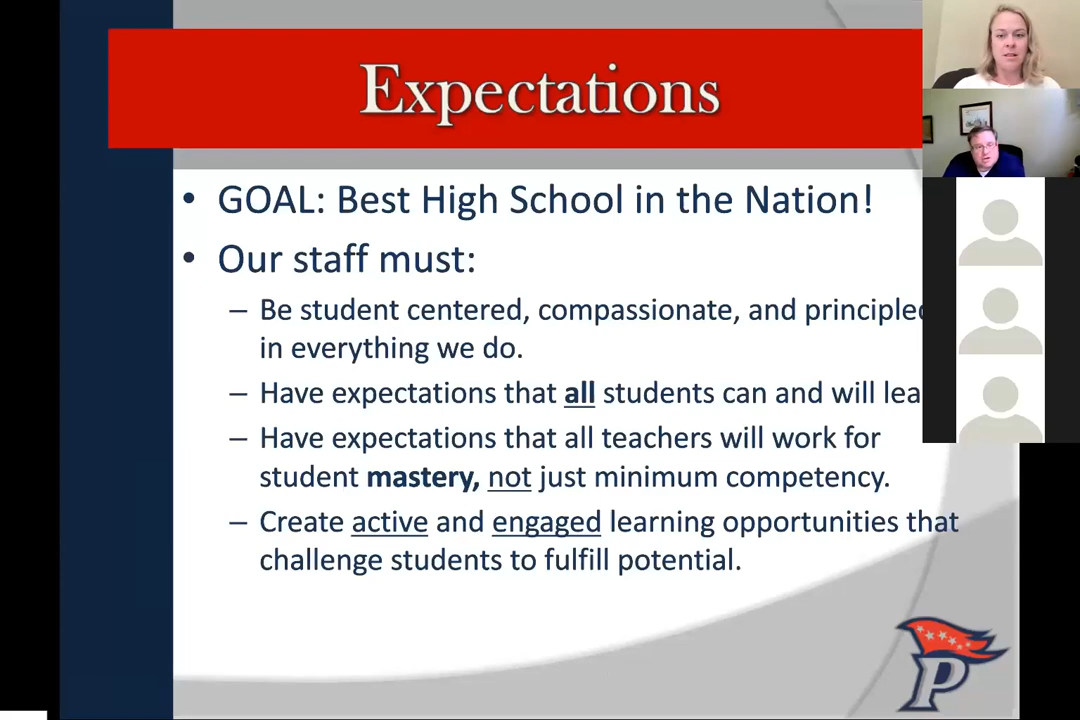 Expectations
• GOAL: Best High School in the Nation!
• Our staff must:
– Be student centered, compassionate, and principled
in everything we do.
– Have expectations that all students can and will lea
– Have expectations that all teachers will work for
student mastery, not just minimum competency.
– Create active and engaged learning opportunities that
challenge students to fulfill potential.
P